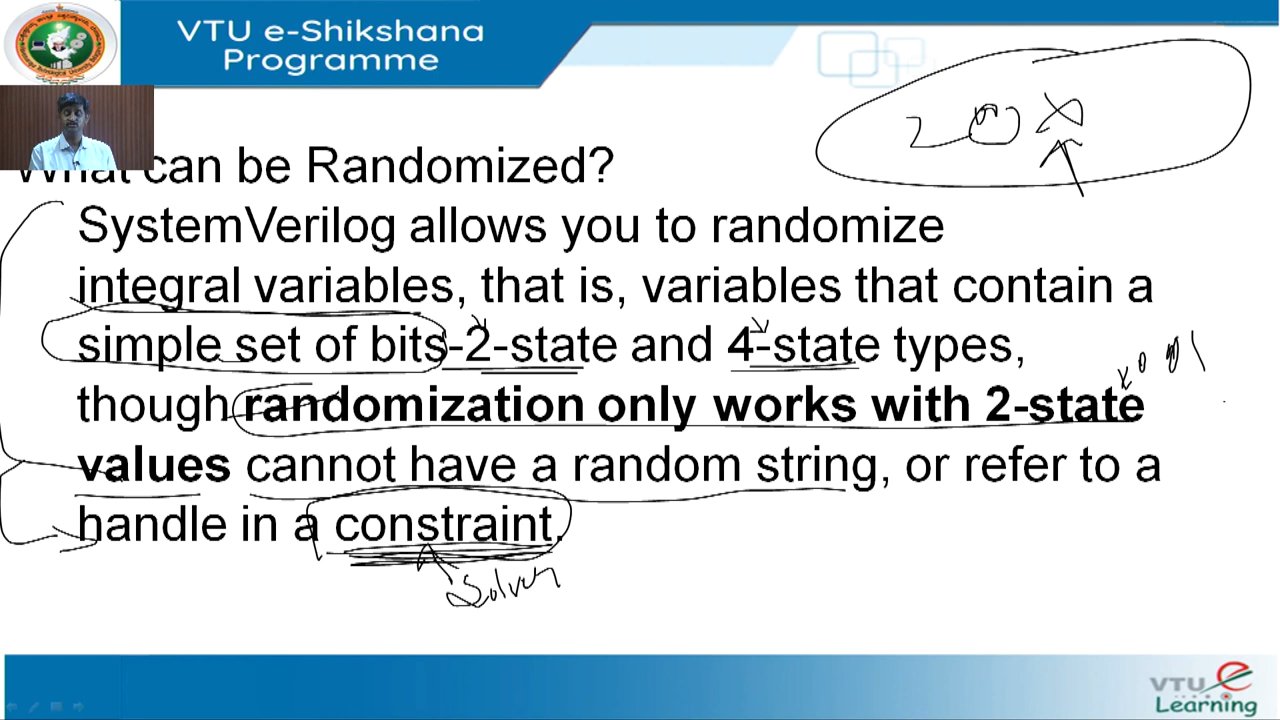 VTU e-Shikshana
Programme
What can be Randomized?
SystemVerilog allows you to randomize
integral variables, that is, variables that contain a
simple set of bits-2-state and 4-state types,
though randomization only works with 2-state
values cannot have a random string, or refer to a
handle in a constraint.
Solver
VTU e
Learning